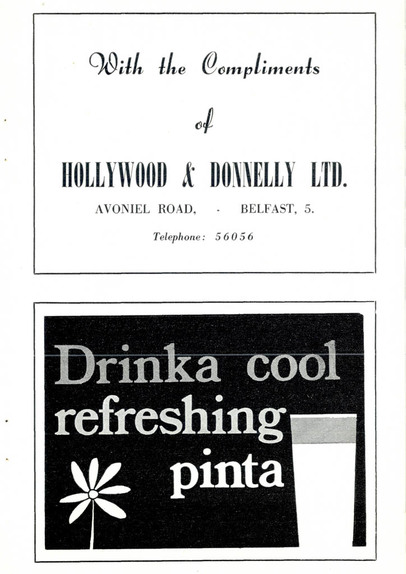 With the Compliments
of
HOLLYWOOD & DONNELLY LTD.
AVONIEL ROAD, - BELFAST, 5.
Telephone: 56056
Drinka cool
refreshing
pinta